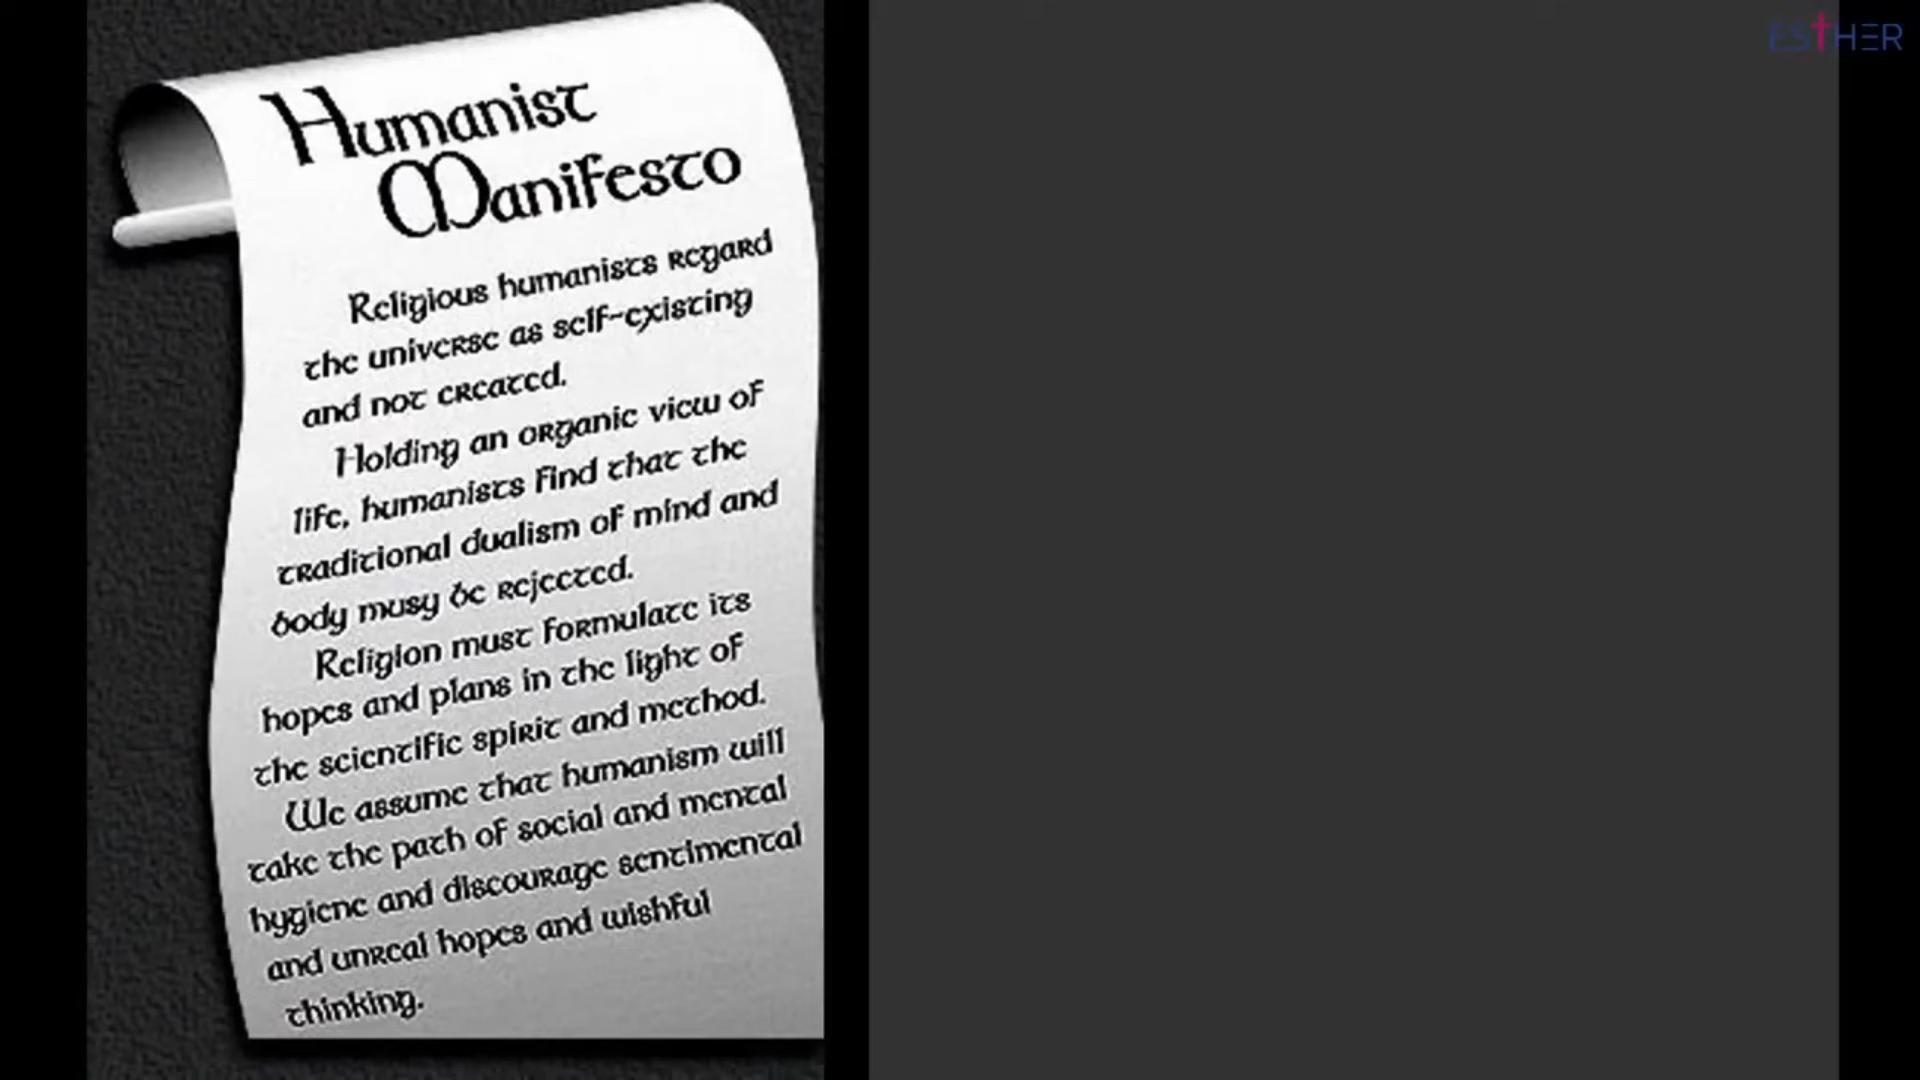 Humanist
Manifesto
Religious humanists regard
the universe as self-existing
and not created.
Holding an organic view of
life, humanists find that the
traditional dualism of mind and
body musy be rejected.
Religion must formulate its
hopes and plans in the light of
the scientific spirit and method.
We assume that humanism will
take the path of social and mental
hygiene and discourage sentimental
and unreal hopes and wishful
thinking.
ESTHER